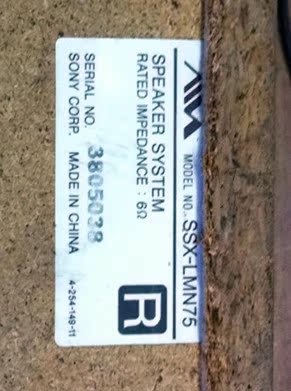 AIWA MODEL NO. SSX-LMN75
SPEAKER SYSTEM
RATED IMPEDANCE : 6Ω
R
SERIAL NO. 3805038
SONY CORP. MADE IN CHINA
4-254-149-11